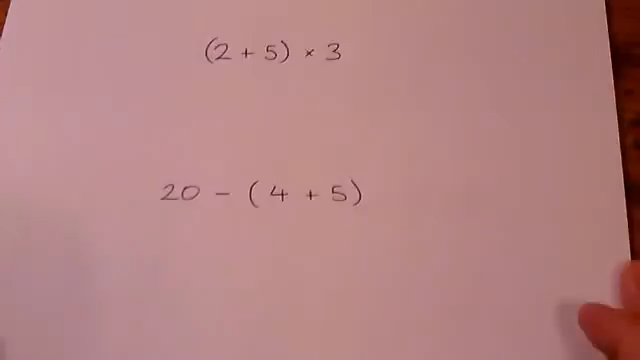 (2 + 5) × 3
20 - (4 + 5)